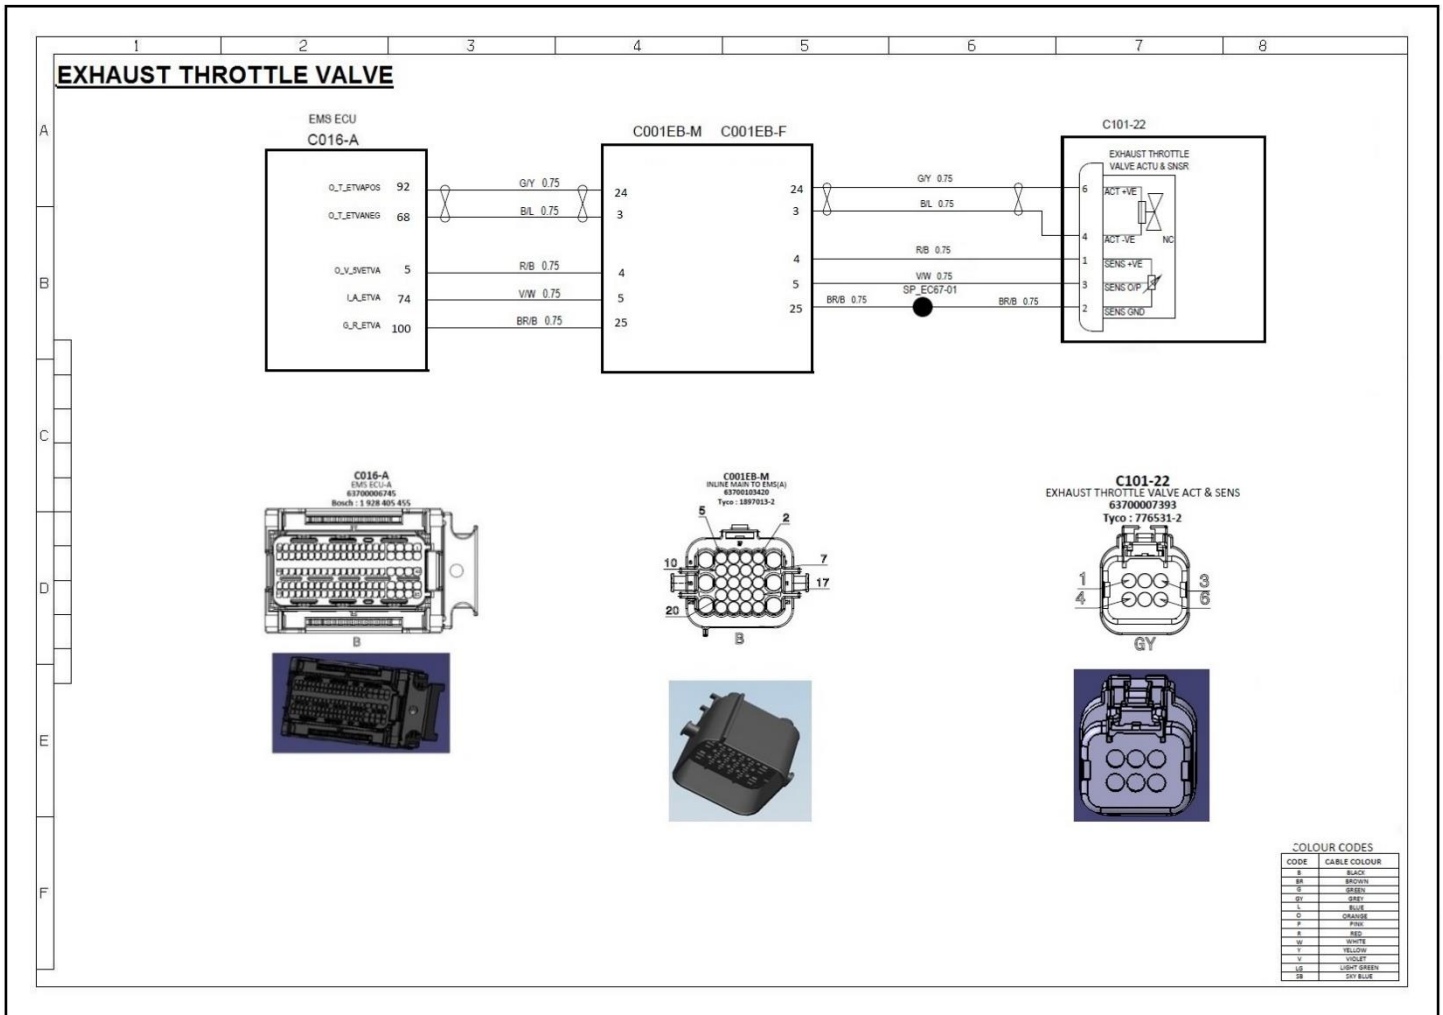 1 2 3 4 5 6 7 8
EXHAUST THROTTLE VALVE
A
B
C
D
E
F
EMS ECU
C016-A
O_T_ETVAPOS 92
O_T_ETVANEG 68
O_V_5VETVA 5
I_A_ETVA 74
G_R_ETVA 100
G/Y 0.75
B/L 0.75
R/B 0.75
V/W 0.75
BR/B 0.75
C001EB-M C001EB-F
24 24
3 3
4 4
5 5
25 25
G/Y 0.75
B/L 0.75
R/B 0.75
V/W 0.75
SP_EC67-01
BR/B 0.75 BR/B 0.75
C101-22
EXHAUST THROTTLE
VALVE ACTU & SNSR
6 ACT +VE
4 ACT -VE NC
1 SENS +VE
3 SENS O/P
2 SENS GND
C016-A
EMS ECU-A
63700006745
Bosch : 1 928 405 455
B
C001EB-M
INLINE MAIN TO EMS(A)
63700103420
Tyco : 1897013-2
5 2
10 7
17
20
B
C101-22
EXHAUST THROTTLE VALVE ACT & SENS
63700007393
Tyco : 776531-2
1 3
4 6
GY
COLOUR CODES
CODE CABLE COLOUR
B BLACK
BR BROWN
G GREEN
GY GREY
L BLUE
O ORANGE
P PINK
R RED
W WHITE
Y YELLOW
V VIOLET
LG LIGHT GREEN
SB SKY BLUE